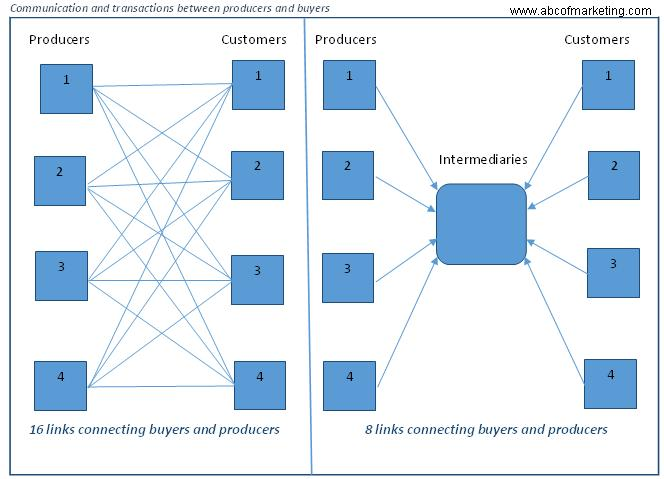 Communication and transactions between producers and buyers
www.abcofmarketing.com
Producers
Customers
1
1
2
2
3
3
4
4
16 links connecting buyers and producers
Producers
Customers
1
1
Intermediaries
2
2
3
3
4
4
8 links connecting buyers and producers